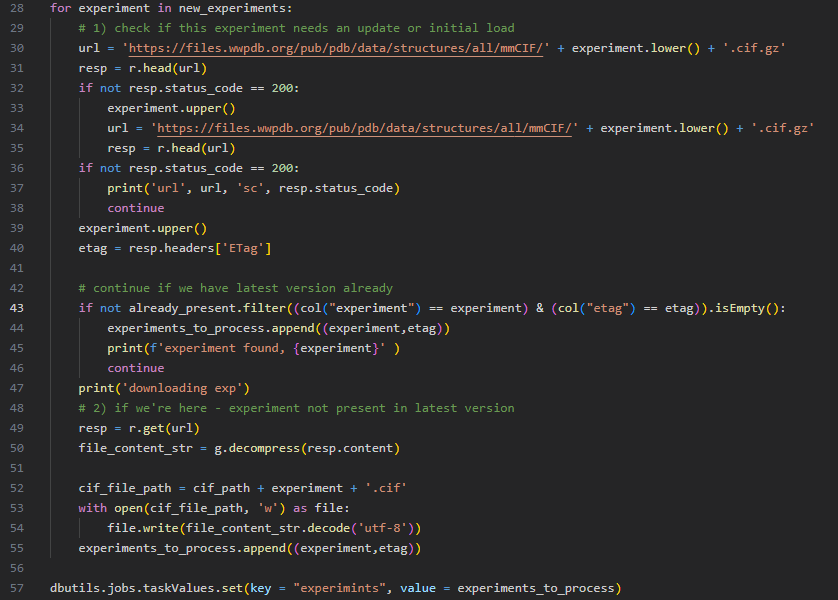 28 for experiment in new_experiments:
29     # 1) check if this experiment needs an update or initial load
30     url = 'https://files.wwpdb.org/pub/pdb/data/structures/all/mmCIF/' + experiment.lower() + '.cif.gz'
31     resp = r.head(url)
32     if not resp.status_code == 200:
33         experiment.upper()
34         url = 'https://files.wwpdb.org/pub/pdb/data/structures/all/mmCIF/' + experiment.lower() + '.cif.gz'
35         resp = r.head(url)
36     if not resp.status_code == 200:
37         print('url', url, 'sc', resp.status_code)
38         continue
39     experiment.upper()
40     etag = resp.headers['ETag']
41
42     # continue if we have latest version already
43     if not already_present.filter((col("experiment") == experiment) & (col("etag") == etag)).isEmpty():
44         experiments_to_process.append((experiment,etag))
45         print(f'experiment found, {experiment}' )
46         continue
47     print('downloading exp')
48     # 2) if we're here - experiment not present in latest version
49     resp = r.get(url)
50     file_content_str = g.decompress(resp.content)
51
52     cif_file_path = cif_path + experiment + '.cif'
53     with open(cif_file_path, 'w') as file:
54         file.write(file_content_str.decode('utf-8'))
55     experiments_to_process.append((experiment,etag))
56
57 dbutils.jobs.taskValues.set(key = "experimints", value = experiments_to_process)